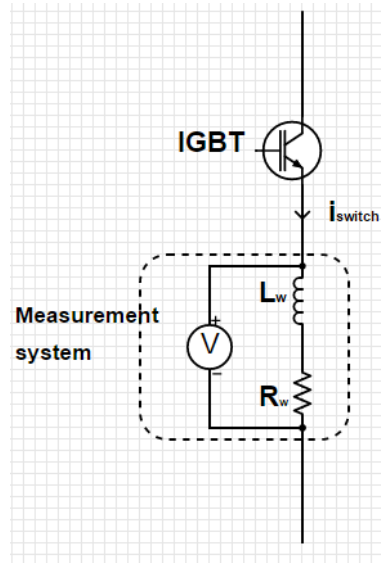 IGBT
iswitch
Lw
Measurement
system
+
V
−
Rw